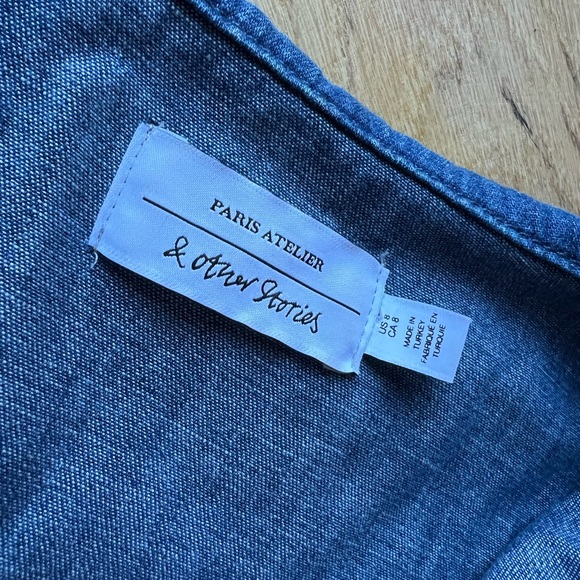 PARIS ATELIER
& Other Stories
US 8
CA 8
MADE IN
TURKEY
FABRIQUÉ EN
TURQUIE